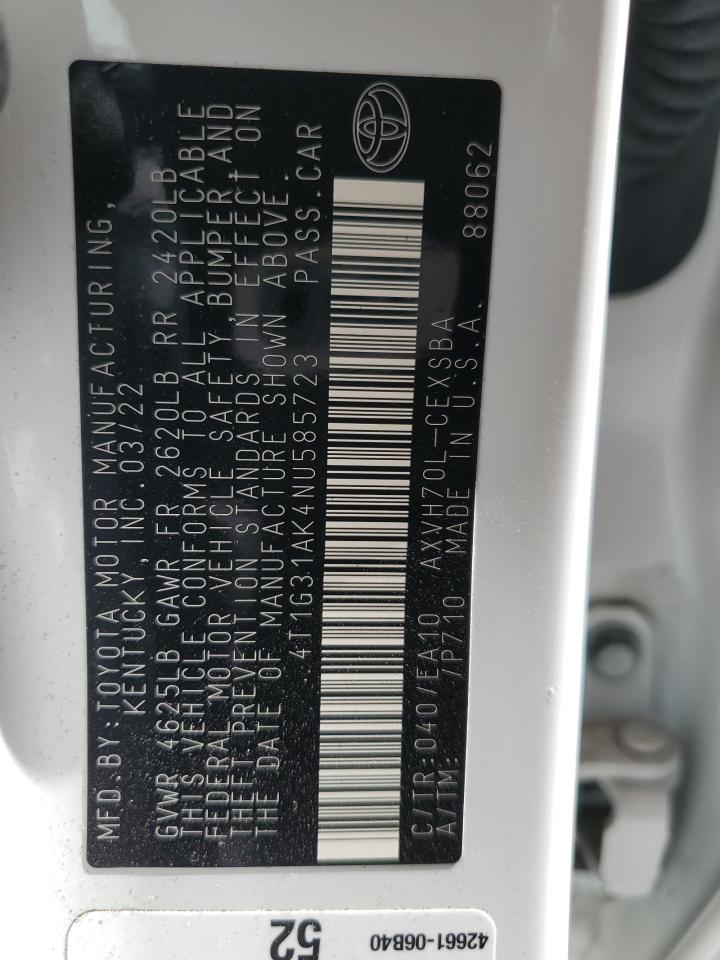 MFD.BY:TOYOTA MOTOR MANUFACTURING,
KENTUCKY, INC.03/22
GVWR 4625LB GAWR FR 2620LB RR 2420LB
THIS VEHICLE CONFORMS TO ALL APPLICABLE
FEDERAL MOTOR VEHICLE SAFETY, BUMPER,AND
THEFT PREVENTION STANDARDS IN EFFECT ON
THE DATE OF MANUFACTURE SHOWN ABOVE.
4T1G31AK4NU585723 PASS.CAR
C/TR:040/EA10 AXVH70L-CEXSBA 88062
A/TM: /P710 MADE IN U.S.A.
52
42661-06B40